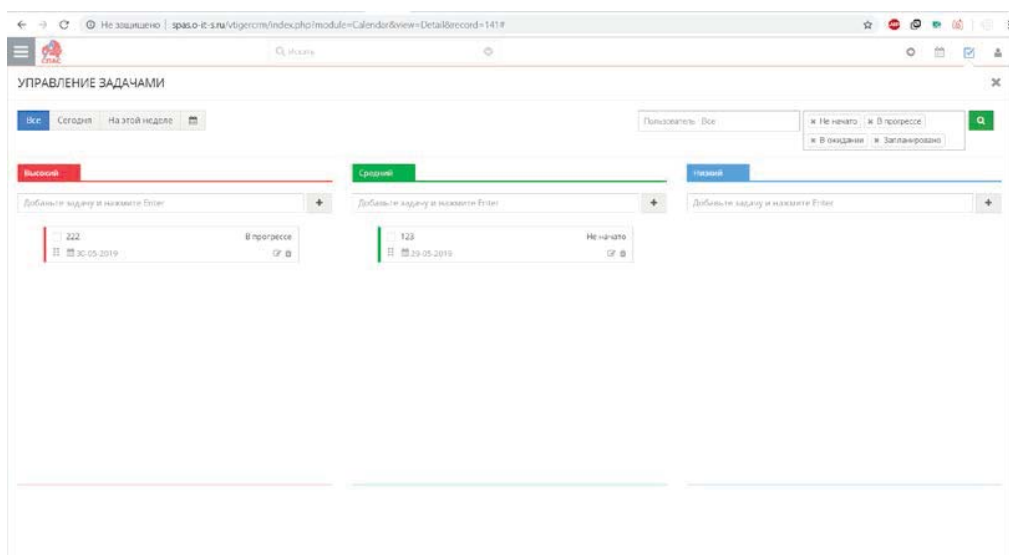 Не защищено | spas.o-it-s.ru/vtigercrm/index.php?module=Calendar&view=Detail&record=141#
СПАС
Искать
УПРАВЛЕНИЕ ЗАДАЧАМИ
Все Сегодня На этой неделе
Пользователь: Все
Не начато В прогрессе
В ожидании Запланировано
Высокий Средний Низкий
Добавьте задачу и нажмите Enter Добавьте задачу и нажмите Enter Добавьте задачу и нажмите Enter
222 В прогрессе 123 Не начато
30-05-2019 29-05-2019